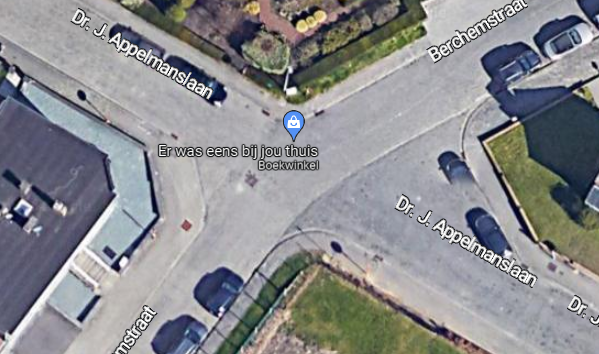 Dr. J. Appelmanslaan
Berchemstraat
Er was eens bij jou thuis
Boekwinkel
Dr. J. Appelmanslaan
Dr. J
mstraat